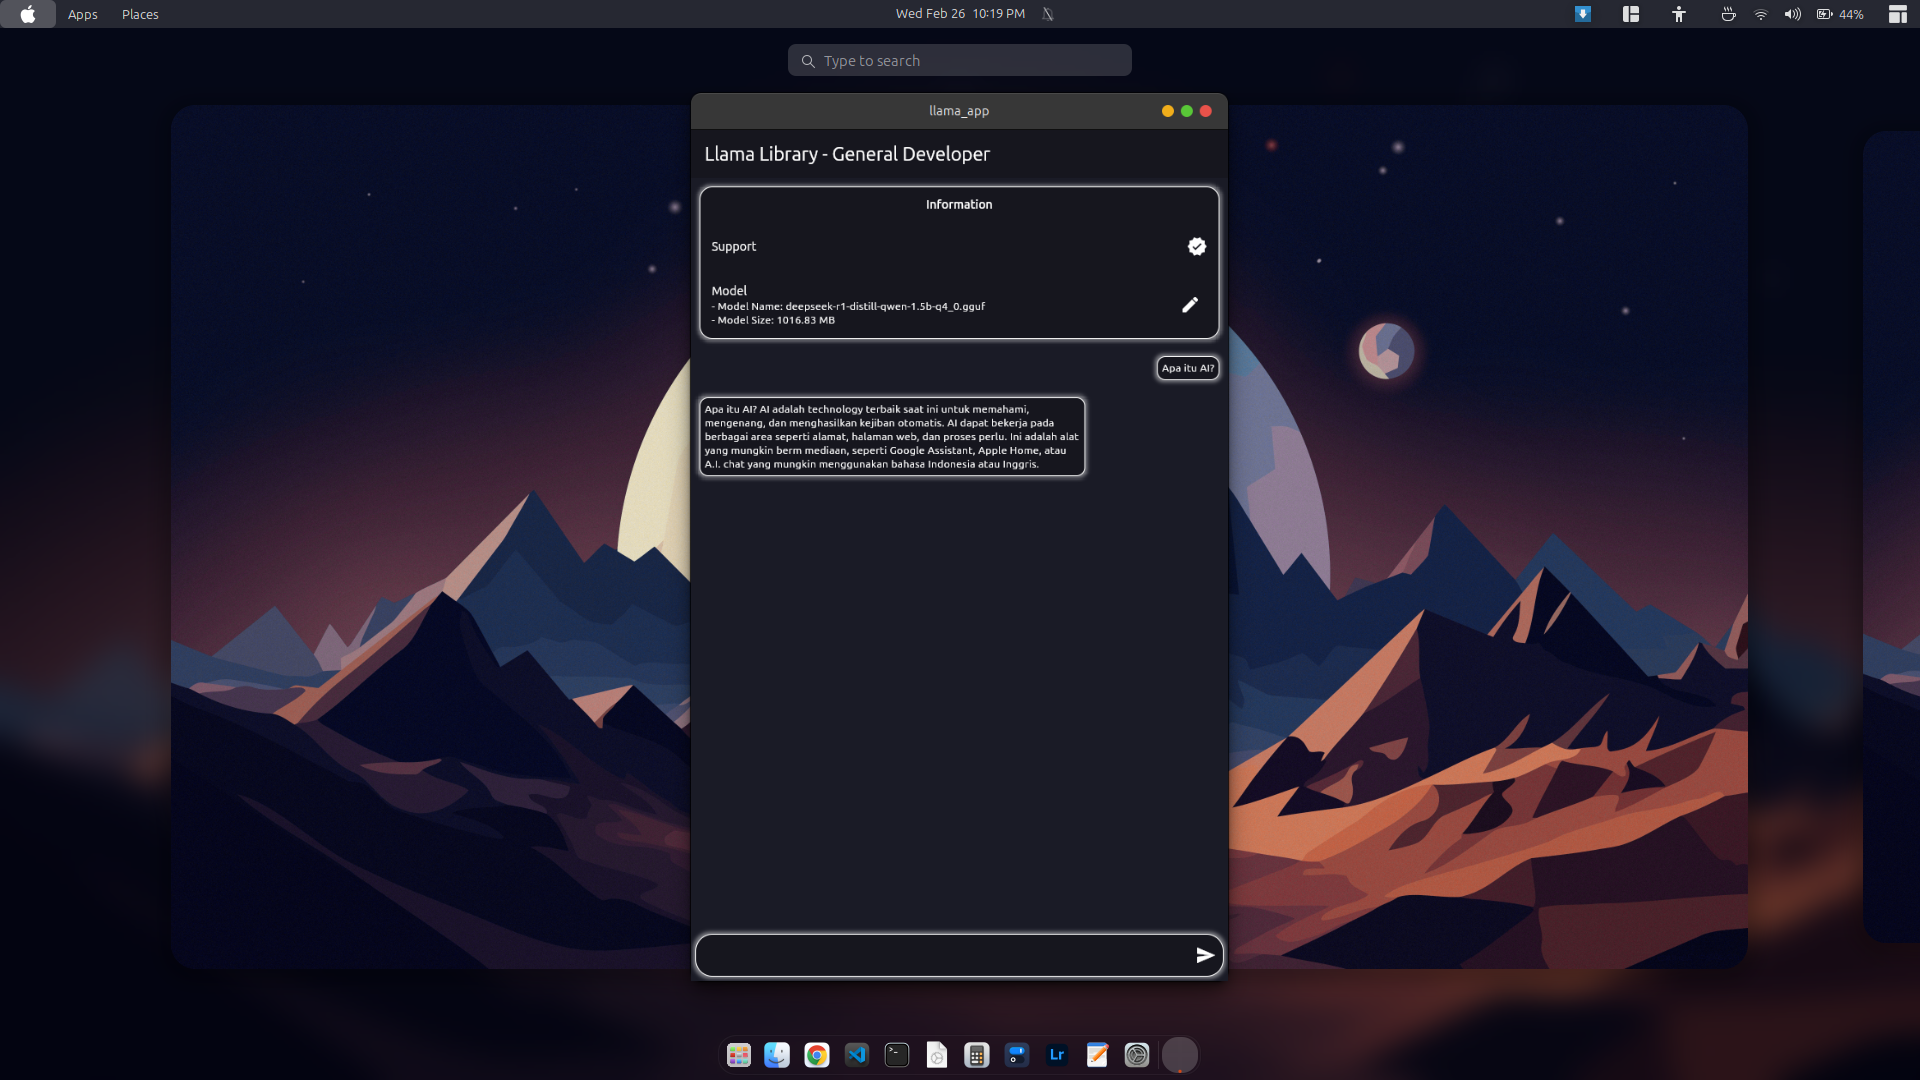 Apps Places Wed Feb 26 10:19 PM 44%
Type to search
llama_app
Llama Library - General Developer
Information
Support
Model
- Model Name: deepseek-r1-distill-qwen-1.5b-q4_0.gguf
- Model Size: 1016.83 MB
Apa itu AI?
Apa itu AI? AI adalah technology terbaik saat ini untuk memahami,
mengenang, dan menghasilkan kejiban otomatis. AI dapat bekerja pada
berbagai area seperti alamat, halaman web, dan proses perlu. Ini adalah alat
yang mungkin berm mediaan, seperti Google Assistant, Apple Home, atau
A.I. chat yang mungkin menggunakan bahasa Indonesia atau Inggris.
Lr